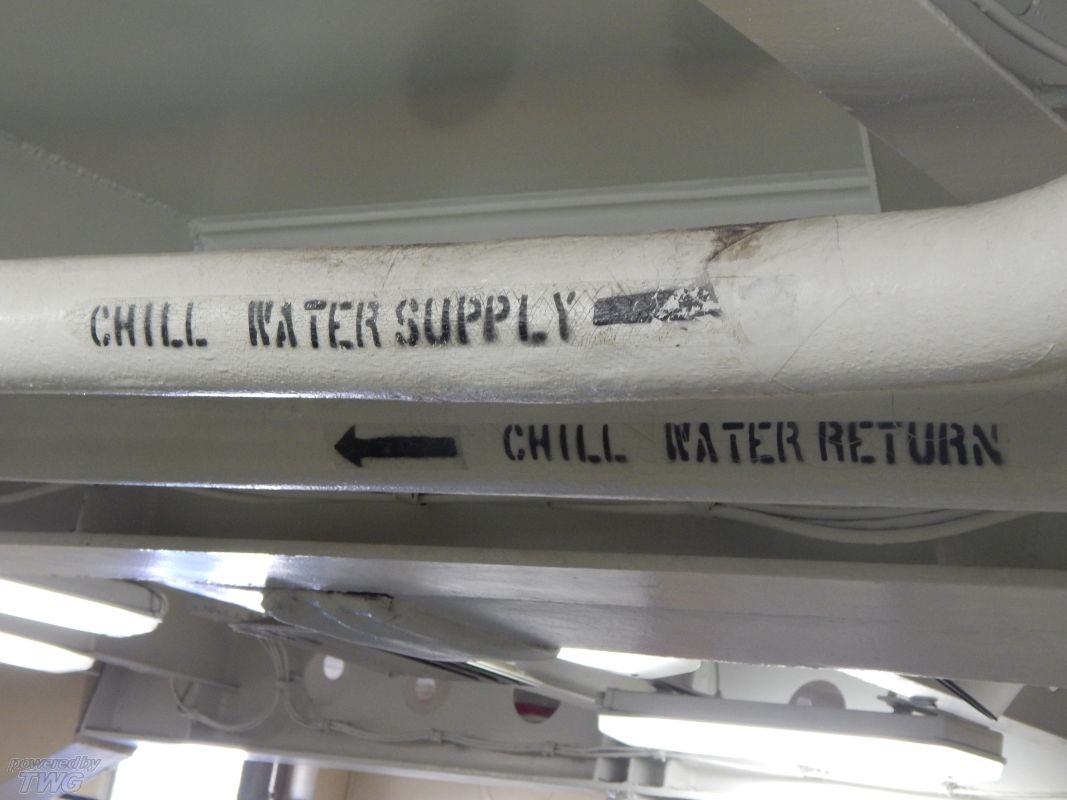 CHILL WATER SUPPLY
CHILL WATER RETURN
powered by
TWG